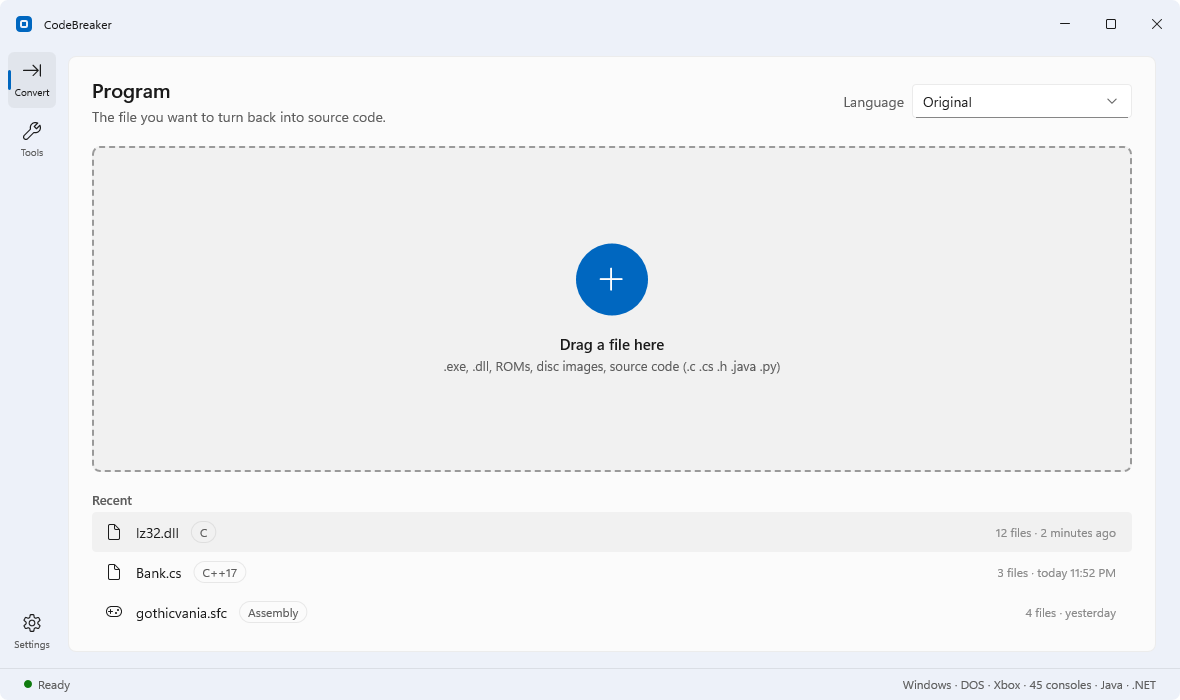 CodeBreaker
Convert
Tools
Program
The file you want to turn back into source code.
Language
Original
Drag a file here
.exe, .dll, ROMs, disc images, source code (.c .cs .h .java .py)
Recent
lz32.dll C 12 files · 2 minutes ago
Bank.cs C++17 3 files · today 11:52 PM
gothicvania.sfc Assembly 4 files · yesterday
Settings
Ready
Windows · DOS · Xbox · 45 consoles · Java · .NET